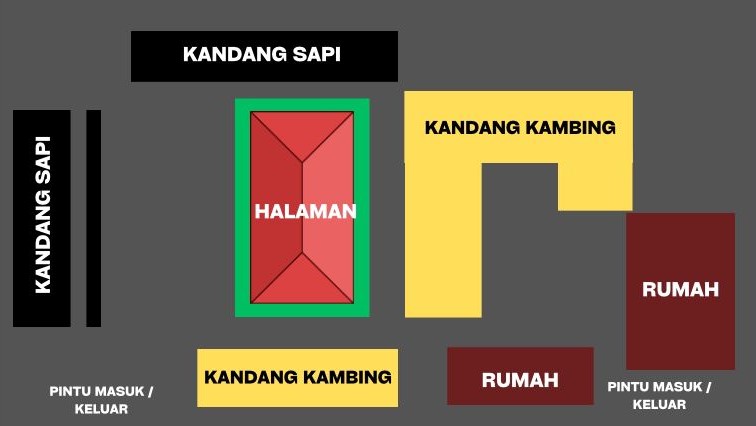 KANDANG SAPI
KANDANG KAMBING
KANDANG SAPI
HALAMAN
RUMAH
KANDANG KAMBING
RUMAH
PINTU MASUK /
KELUAR
PINTU MASUK /
KELUAR